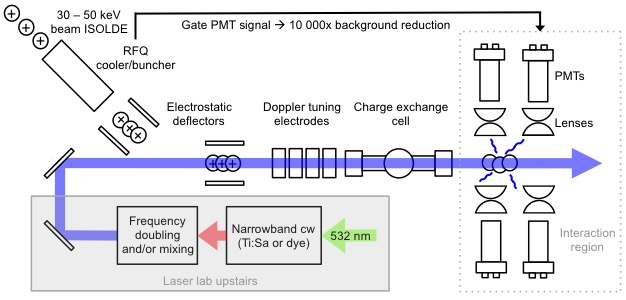 30 – 50 keV
beam ISOLDE
Gate PMT signal → 10 000x background reduction
RFQ
cooler/buncher
PMTs
Electrostatic
deflectors
Doppler tuning
electrodes
Charge exchange
cell
Lenses
Frequency
doubling
and/or mixing
Narrowband cw
(Ti:Sa or dye)
532 nm
Interaction
region
Laser lab upstairs